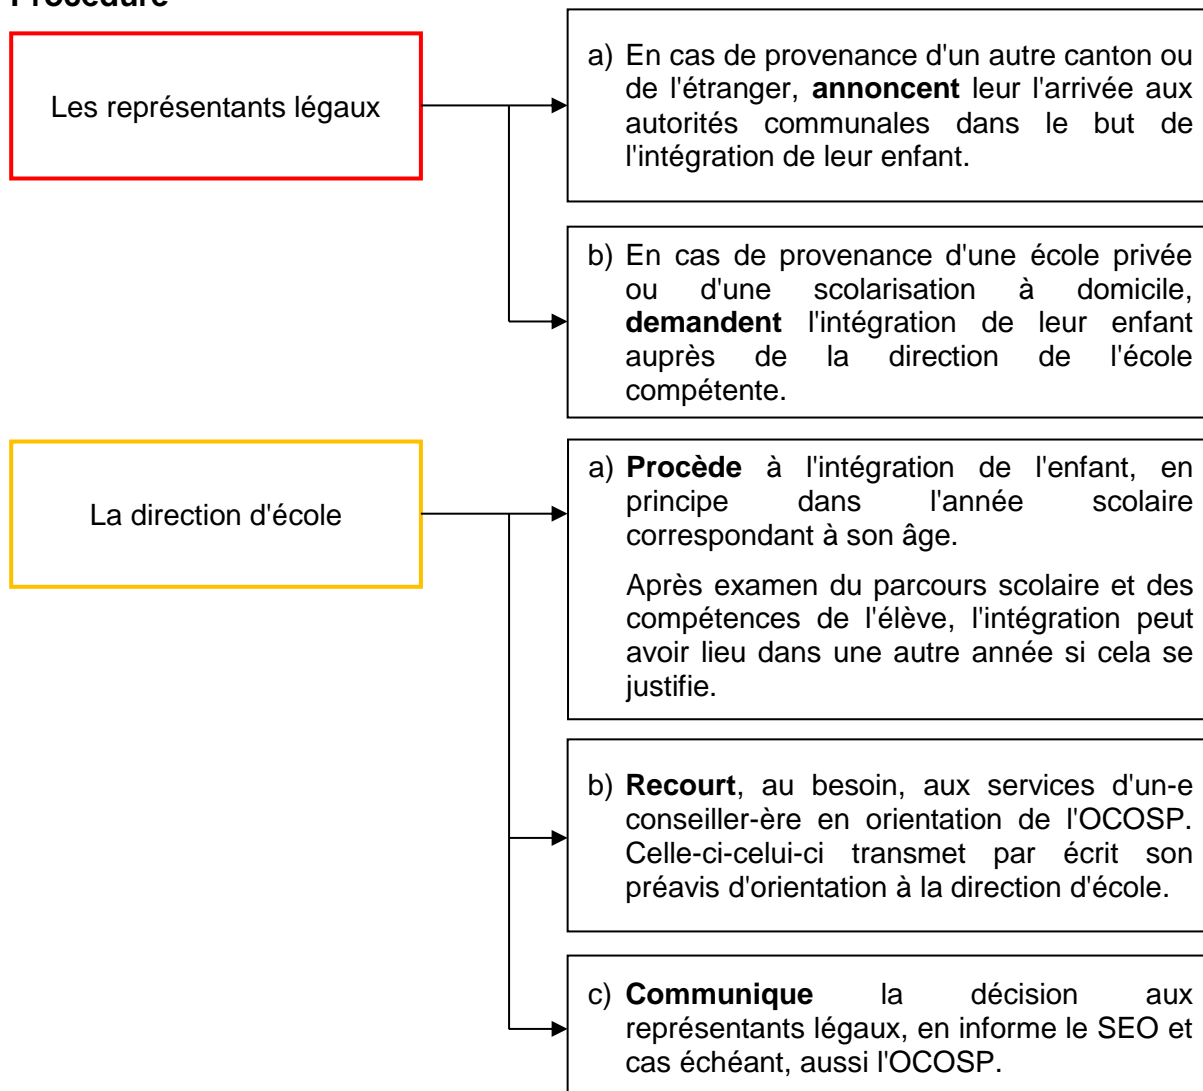 Procédure
Les représentants légaux
a) En cas de provenance d'un autre canton ou
de l'étranger, annoncent leur l'arrivée aux
autorités communales dans le but de
l'intégration de leur enfant.
b) En cas de provenance d'une école privée
ou d'une scolarisation à domicile,
demandent l'intégration de leur enfant
auprès de la direction de l'école
compétente.
La direction d'école
a) Procède à l'intégration de l'enfant, en
principe dans l'année scolaire
correspondant à son âge.
Après examen du parcours scolaire et des
compétences de l'élève, l'intégration peut
avoir lieu dans une autre année si cela se
justifie.
b) Recourt, au besoin, aux services d'un-e
conseiller-ère en orientation de l'OCOSP.
Celle-ci-celui-ci transmet par écrit son
préavis d'orientation à la direction d'école.
c) Communique la décision aux
représentants légaux, en informe le SEO et
cas échéant, aussi l'OCOSP.